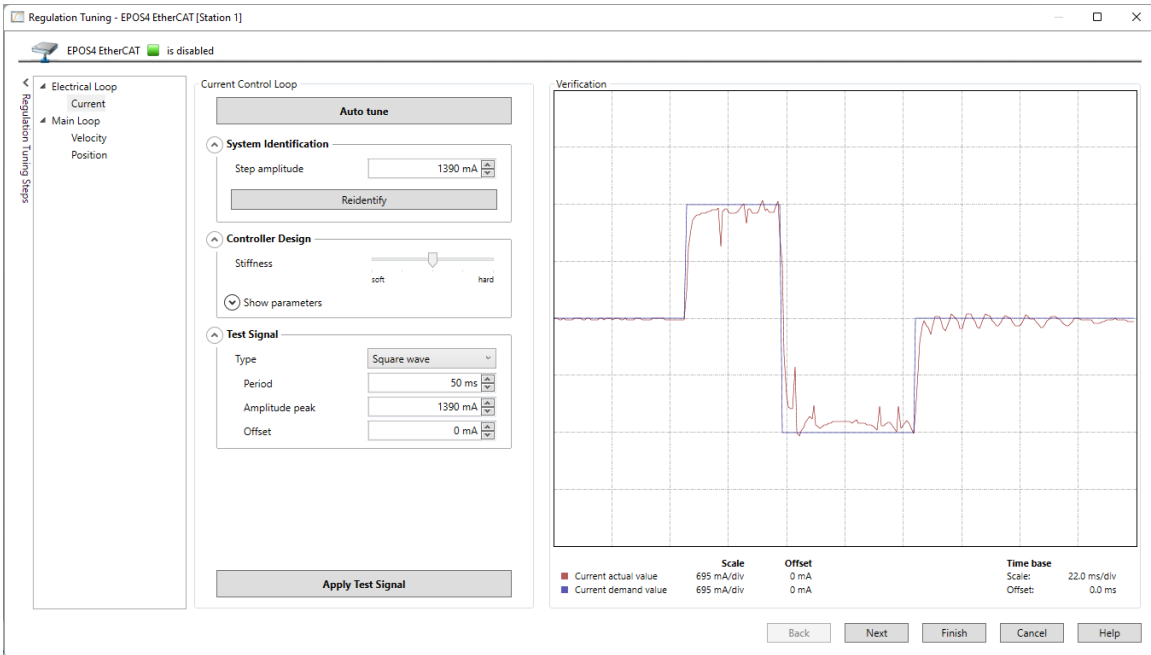 Regulation Tuning - EPOS4 EtherCAT [Station 1]
EPOS4 EtherCAT is disabled
Regulation Tuning Steps
Electrical Loop
Current
Main Loop
Velocity
Position
Current Control Loop
Auto tune
System Identification
Step amplitude 1390 mA
Reidentify
Controller Design
Stiffness
soft hard
Show parameters
Test Signal
Type Square wave
Period 50 ms
Amplitude peak 1390 mA
Offset 0 mA
Apply Test Signal
Verification
Scale Offset Time base
Current actual value 695 mA/div 0 mA Scale: 22.0 ms/div
Current demand value 695 mA/div 0 mA Offset: 0.0 ms
Back Next Finish Cancel Help